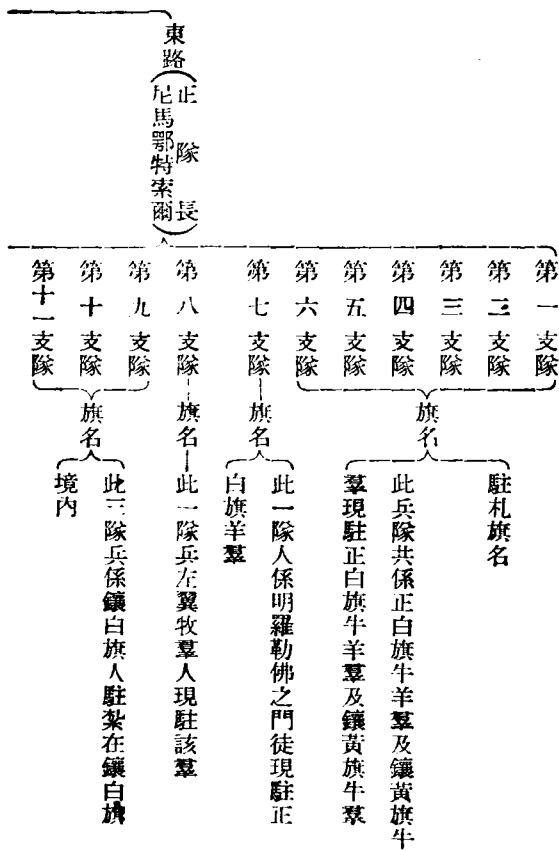 東路(正隊長 尼馬鄂特索爾)
第一支隊
第二支隊
第三支隊
第四支隊
第五支隊
第六支隊
旗名
駐札旗名
此兵隊共係正白旗牛羊羣及鑲黃旗牛
羣現駐正白旗牛羊羣及鑲黃旗牛羣
第七支隊
旗名
此一隊人係明羅勒佛之門徒現駐正
白旗羊羣
第八支隊
旗名
此一隊兵左翼牧羣人現駐該羣
第九支隊
第十支隊
第十一支隊
旗名
此三隊兵係鑲白旗人駐紮在鑲白旗
境內